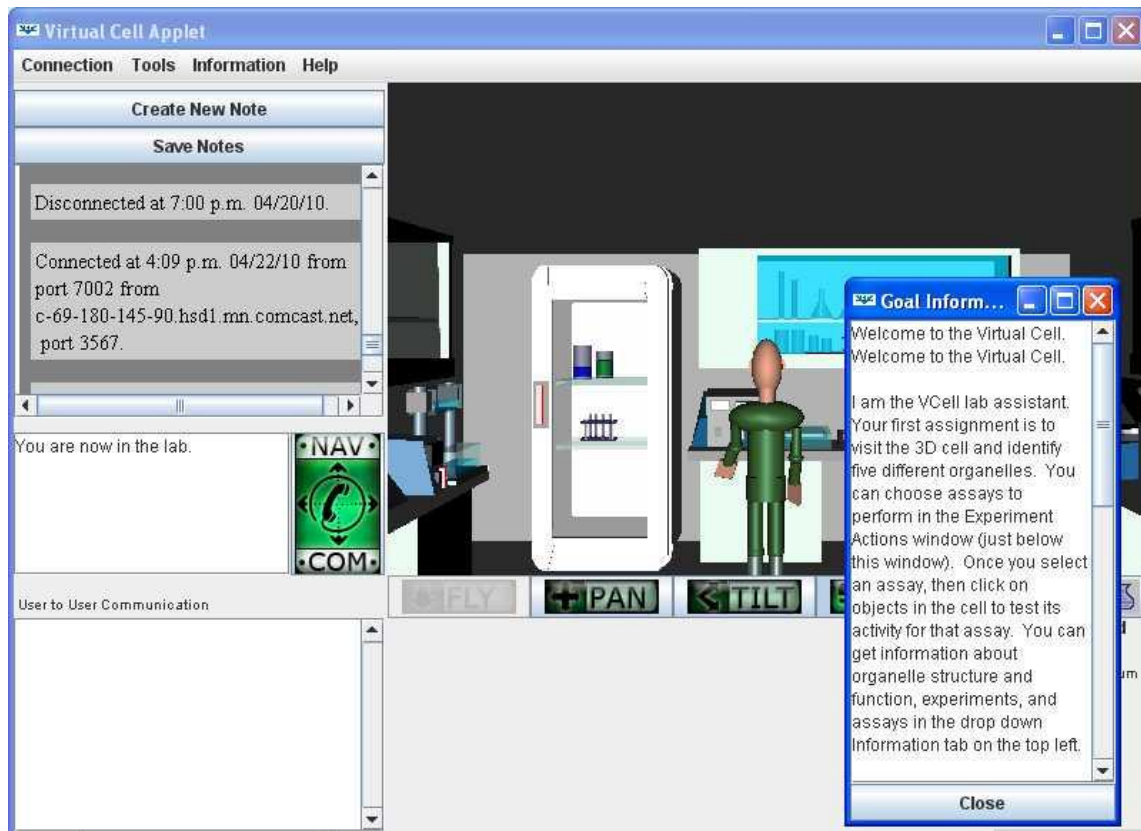 Virtual Cell Applet
Connection Tools Information Help
Create New Note
Save Notes
Disconnected at 7:00 p.m. 04/20/10.
Connected at 4:09 p.m. 04/22/10 from
port 7002 from
c-69-180-145-90.hsd1.mn.comcast.net,
port 3567.
You are now in the lab.
•NAV•
•COM•
User to User Communication
FLY
PAN
TILT
Goal Inform...
Welcome to the Virtual Cell.
Welcome to the Virtual Cell.
I am the VCell lab assistant.
Your first assignment is to
visit the 3D cell and identify
five different organelles. You
can choose assays to
perform in the Experiment
Actions window (just below
this window). Once you select
an assay, then click on
objects in the cell to test its
activity for that assay. You can
get information about
organelle structure and
function, experiments, and
assays in the drop down
Information tab on the top left.
Close